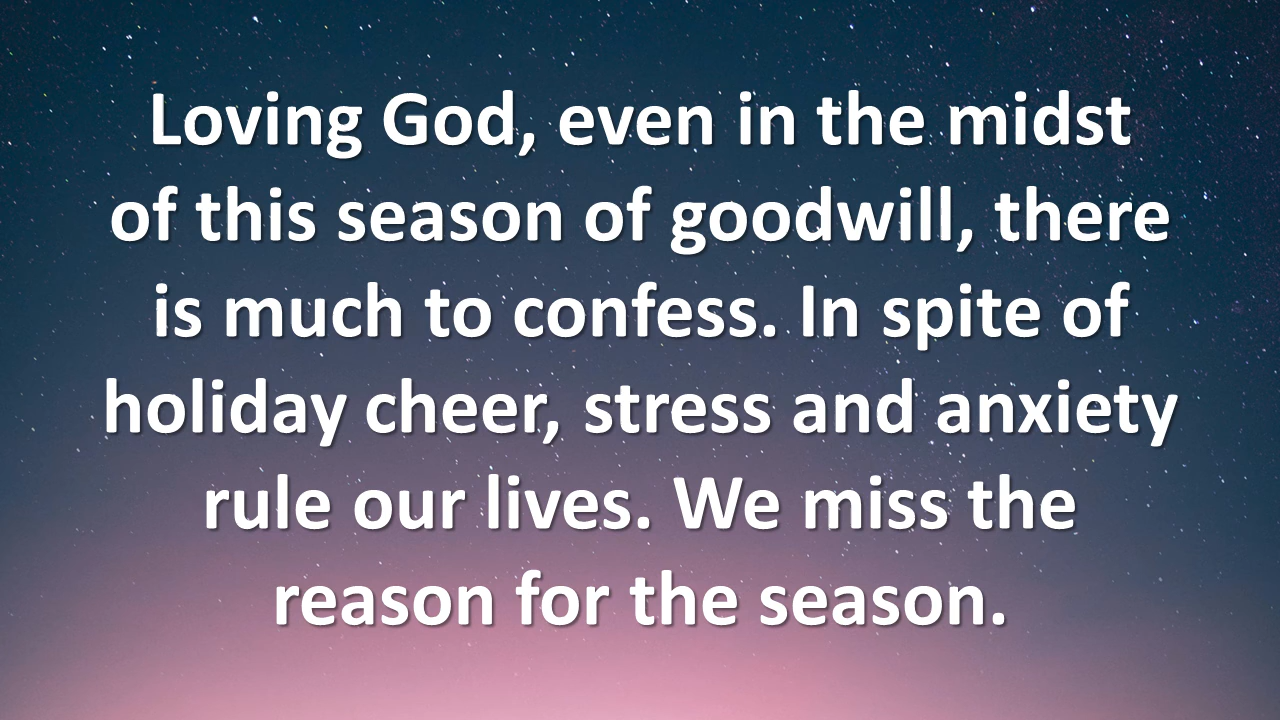 Loving God, even in the midst
of this season of goodwill, there
is much to confess. In spite of
holiday cheer, stress and anxiety
rule our lives. We miss the
reason for the season.